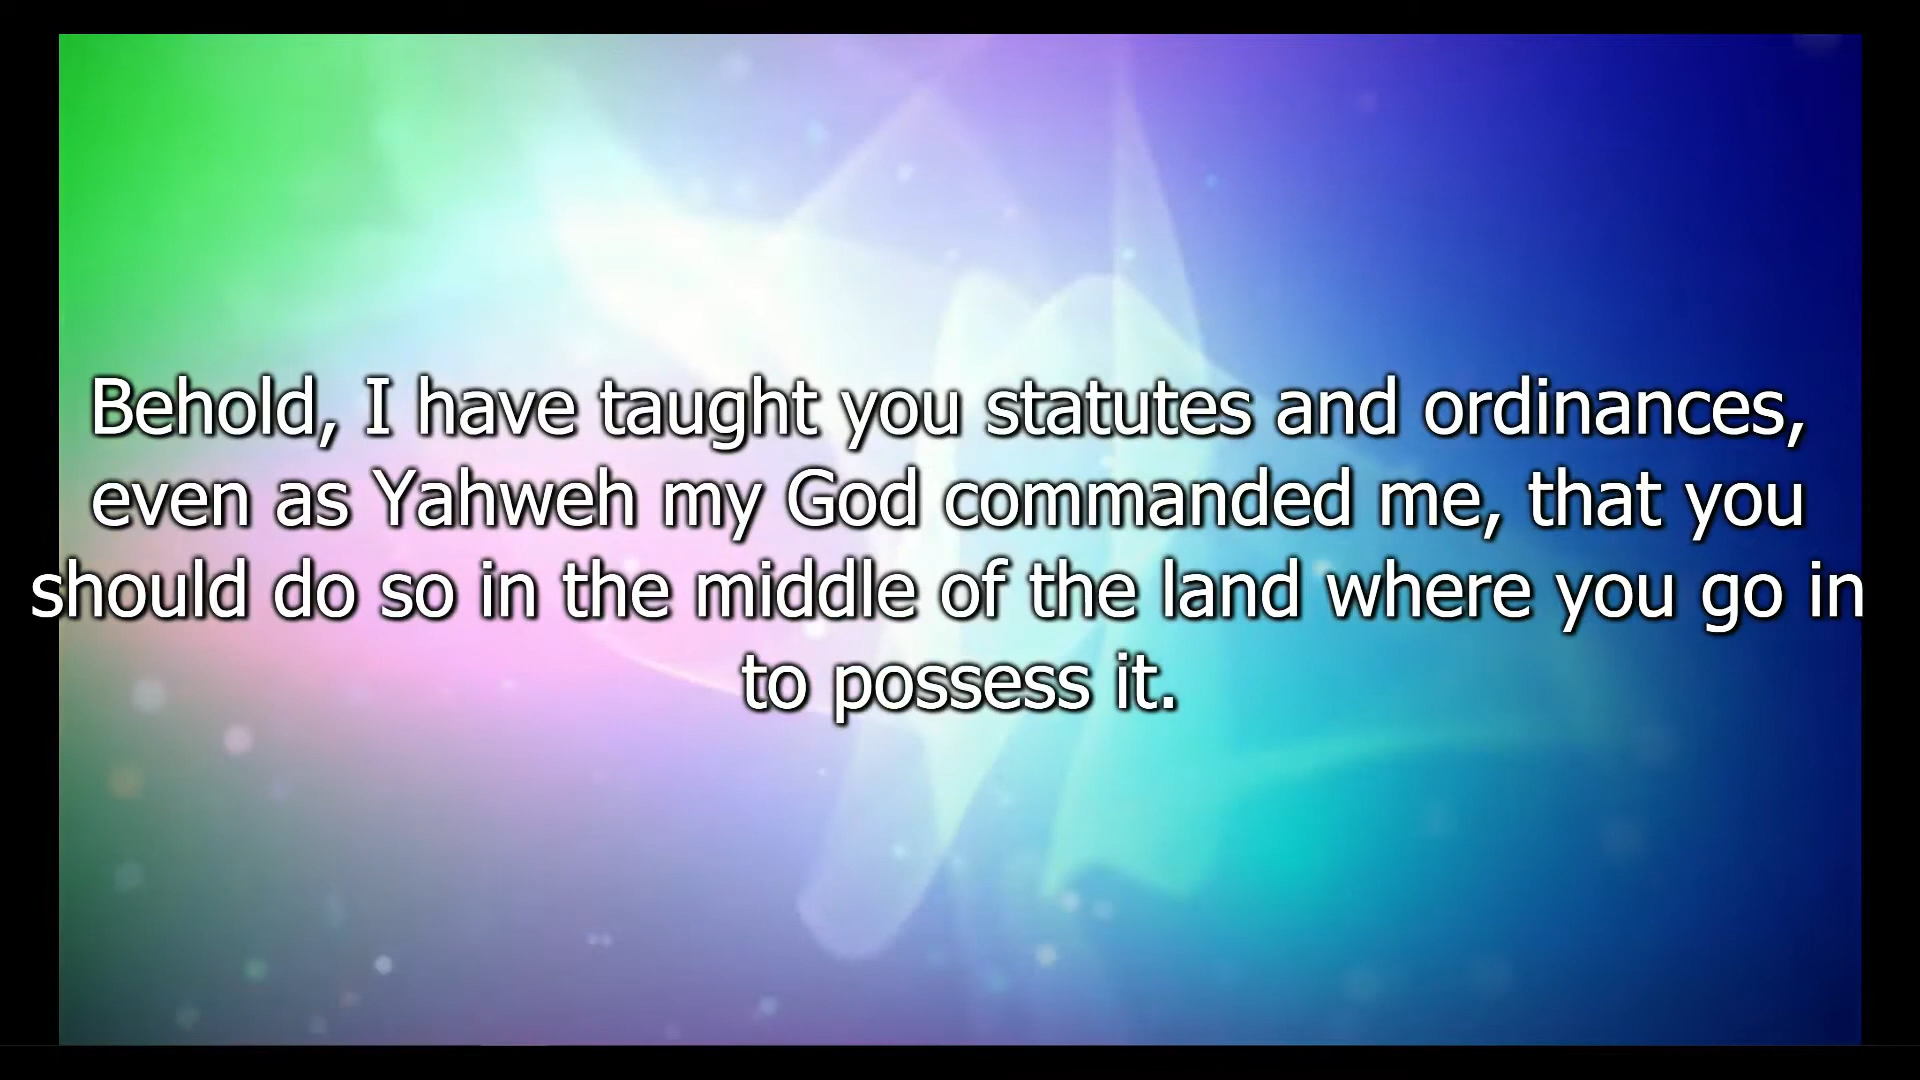 Behold, I have taught you statutes and ordinances,
even as Yahweh my God commanded me, that you
should do so in the middle of the land where you go in
to possess it.